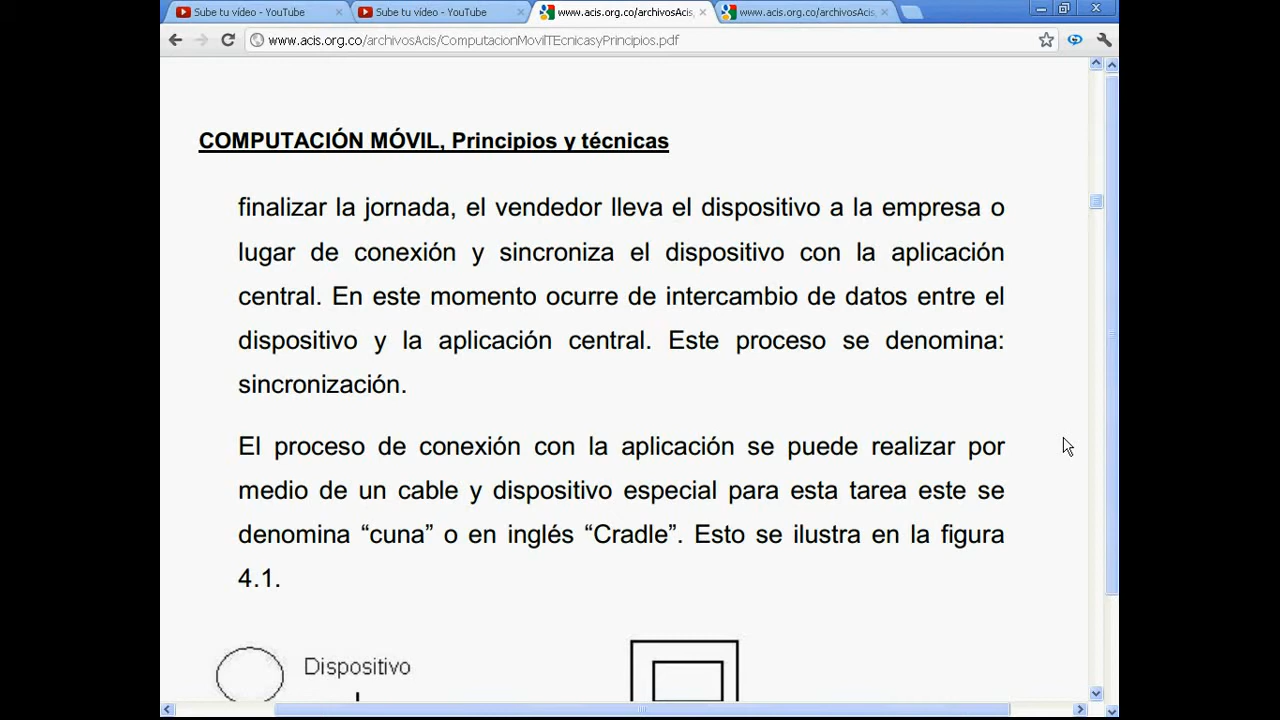 Sube tu vídeo - YouTube
Sube tu vídeo - YouTube
www.acis.org.co/archivosAcis,
www.acis.org.co/archivosAcis,
www.acis.org.co/archivosAcis/ComputacionMovilTEcnicasyPrincipios.pdf
COMPUTACIÓN MÓVIL, Principios y técnicas
finalizar la jornada, el vendedor lleva el dispositivo a la empresa o
lugar de conexión y sincroniza el dispositivo con la aplicación
central. En este momento ocurre de intercambio de datos entre el
dispositivo y la aplicación central. Este proceso se denomina:
sincronización.
El proceso de conexión con la aplicación se puede realizar por
medio de un cable y dispositivo especial para esta tarea este se
denomina “cuna” o en inglés “Cradle”. Esto se ilustra en la figura
4.1.
Dispositivo